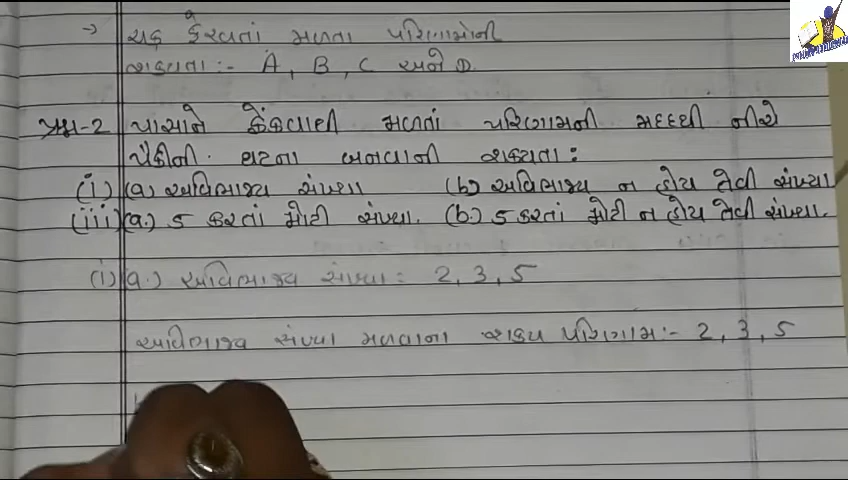 → ચક્ર ફેરવતાં મળતા પરિણામોની
શક્યતા :- A, B, C અને D.
પ્રશ્ન-2 પાસાને ફેંકવાથી મળતાં પરિણામની મદદથી નીચે
પૈકીની ઘટના બનવાની શક્યતા :
(i) (a) અવિભાજ્ય સંખ્યા (b) અવિભાજ્ય ન હોય તેવી સંખ્યા
(iii) (a.) 5 કરતાં મોટી સંખ્યા. (b.) 5 કરતાં મોટી ન હોય તેવી સંખ્યા.
(i) (a.) અવિભાજ્ય સંખ્યા : 2, 3, 5
અવિભાજ્ય સંખ્યા મળવાના શક્ય પરિણામ :- 2, 3, 5